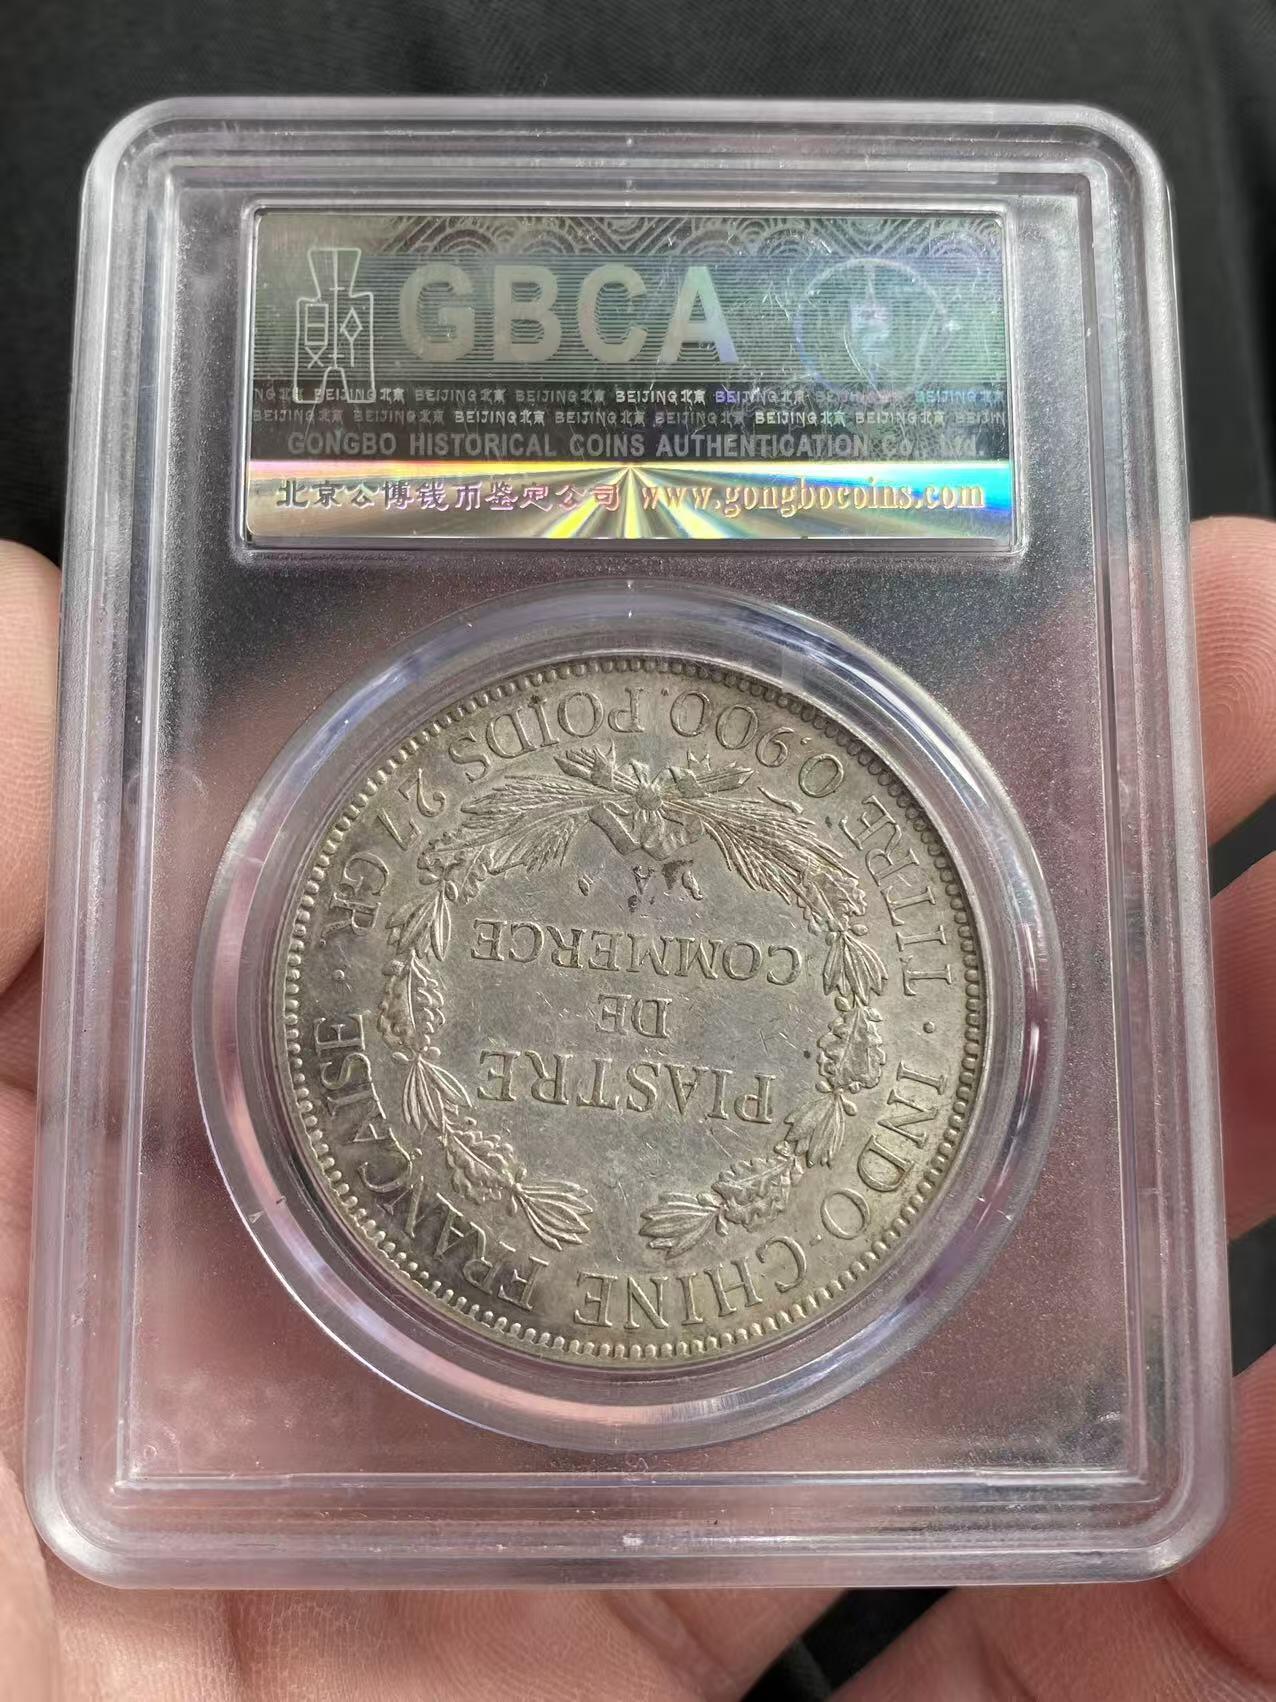 GBCA
NG北京 BEIJING北京 BEIJING北京 BEIJING北京 BEIJING北京 BEIJING北京 BEIJING北京
BEIJING北京 BEIJING北京 BEIJING北京 BEIJING北京 BEIJING北京 BEIJING北京 BEIJING北京 BEIJIN
GONGBO HISTORICAL COINS AUTHENTICATION Co., Ltd.
北京公博钱币鉴定公司 www.gongbocoins.com
INDO-CHINE FRANÇAISE
TITRE 0,900. POIDS 27 GR.
PIASTRE
DE
COMMERCE
A